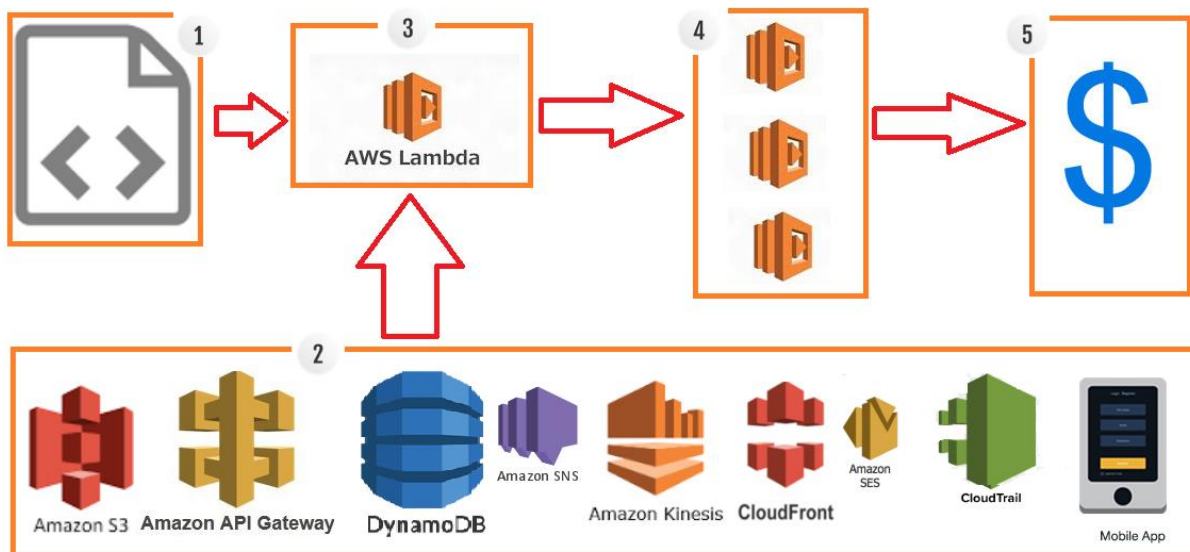 1
3
AWS Lambda
4
5
$
2
Amazon S3
Amazon API Gateway
DynamoDB
Amazon SNS
Amazon Kinesis
CloudFront
Amazon
SES
CloudTrail
Mobile App